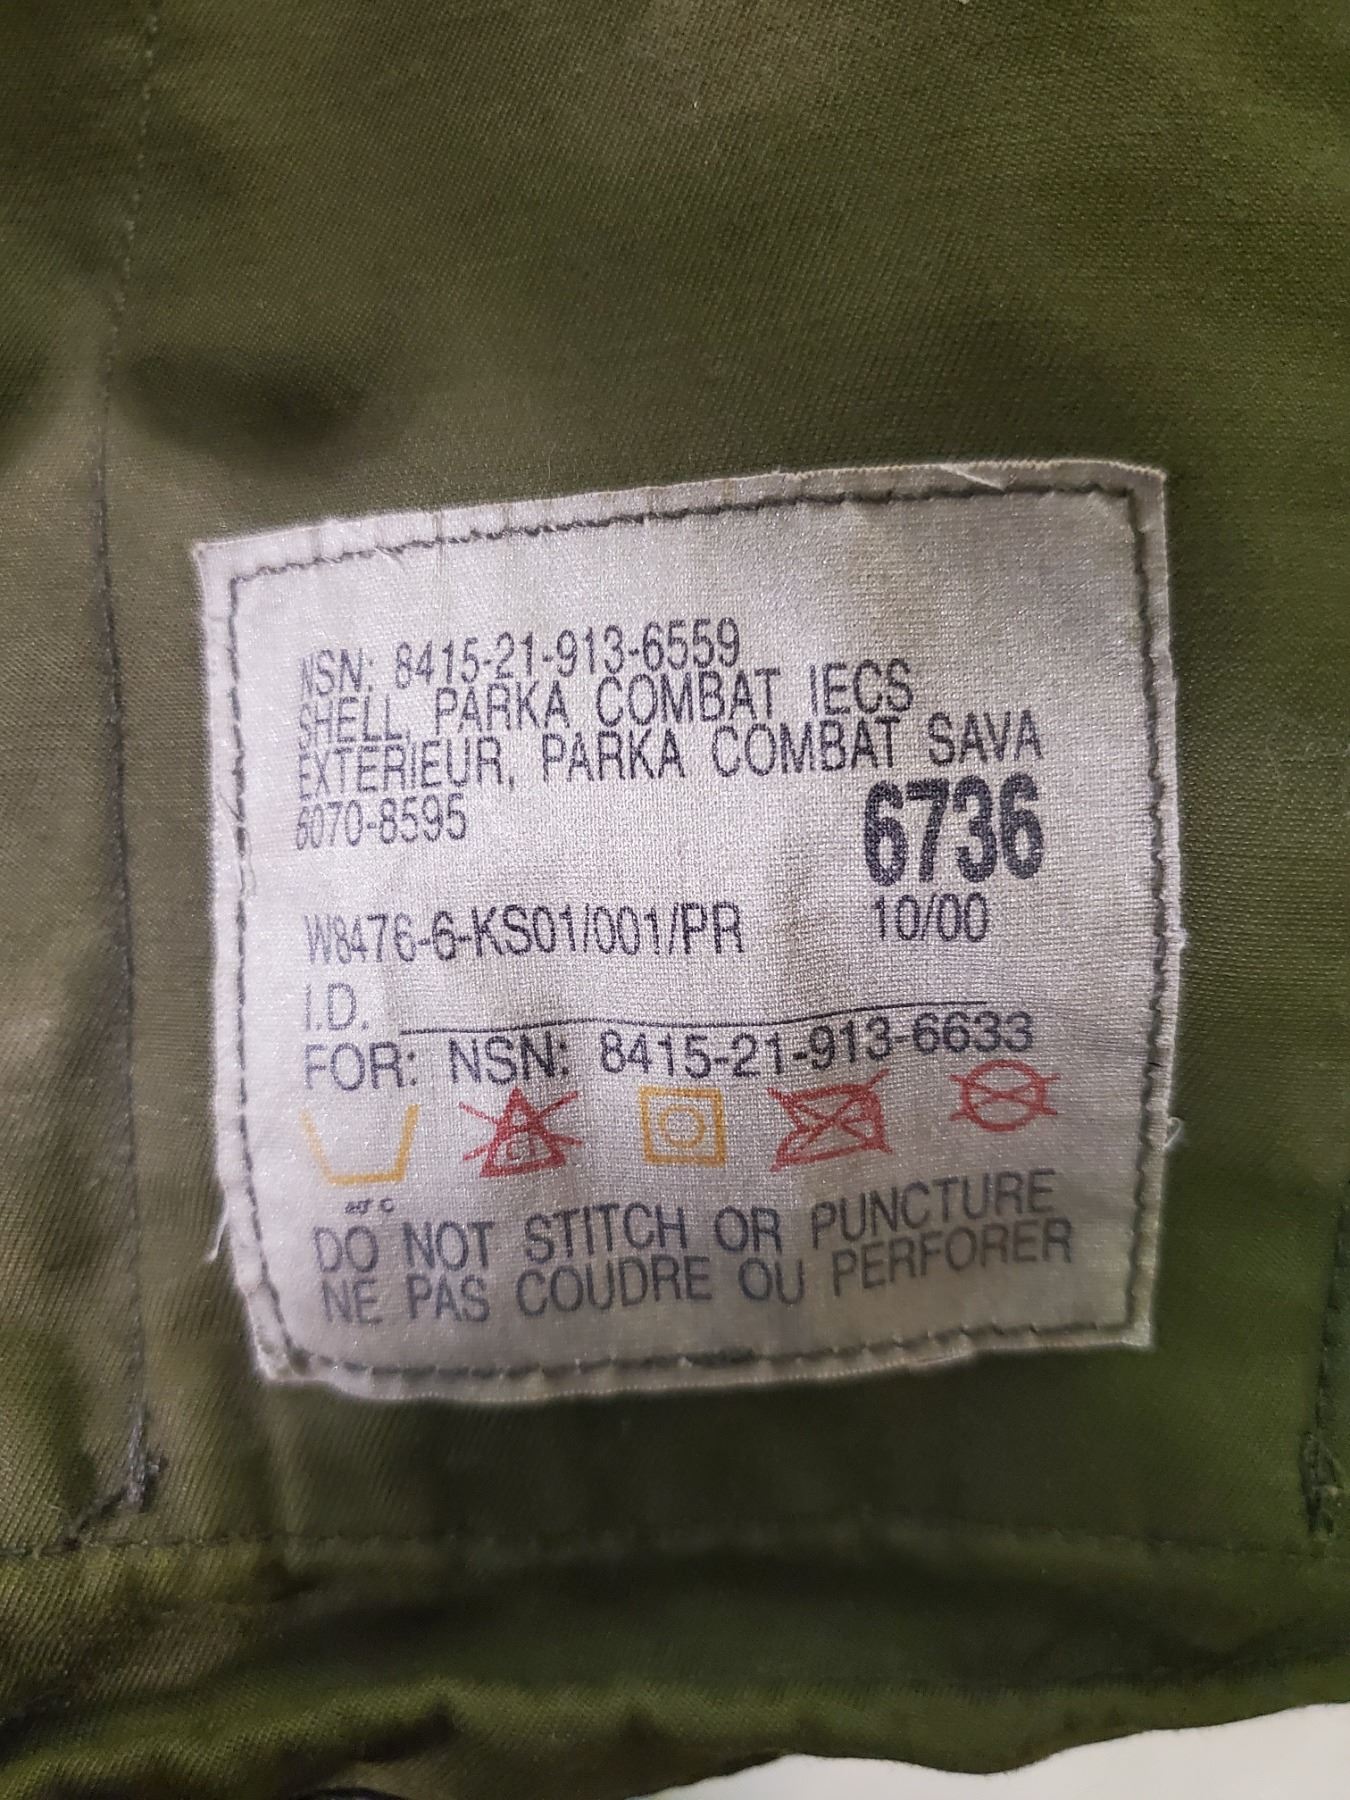 NSN: 8415-21-913-6559
SHELL, PARKA COMBAT IECS
EXTERIEUR, PARKA COMBAT SAVA
6070-8595
6736
W8476-6-KS01/001/PR 10/00
I.D.
FOR: NSN: 8415-21-913-6633
DO NOT STITCH OR PUNCTURE
NE PAS COUDRE OU PERFORER